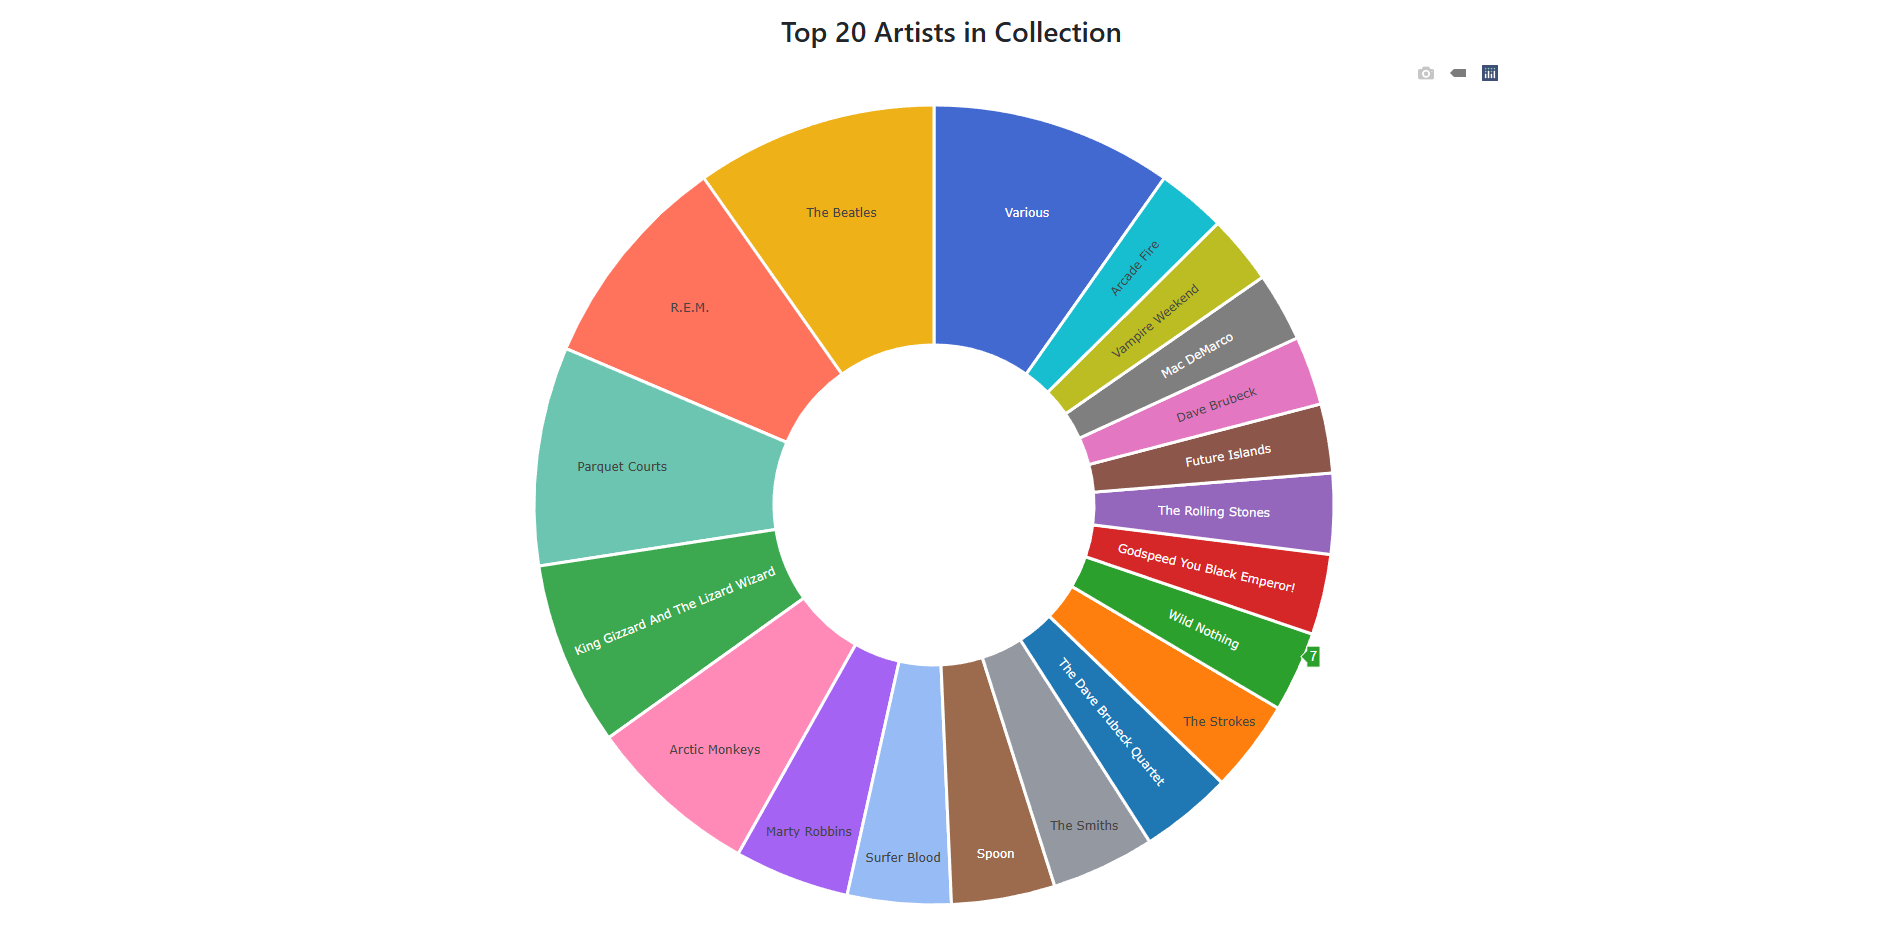 Top 20 Artists in Collection
The Beatles
Various
Arcade Fire
R.E.M.
Vampire Weekend
Mac DeMarco
Dave Brubeck
Future Islands
Parquet Courts
The Rolling Stones
Godspeed You Black Emperor!
King Gizzard And The Lizard Wizard
Wild Nothing
7
The Strokes
The Dave Brubeck Quartet
Arctic Monkeys
The Smiths
Marty Robbins
Spoon
Surfer Blood